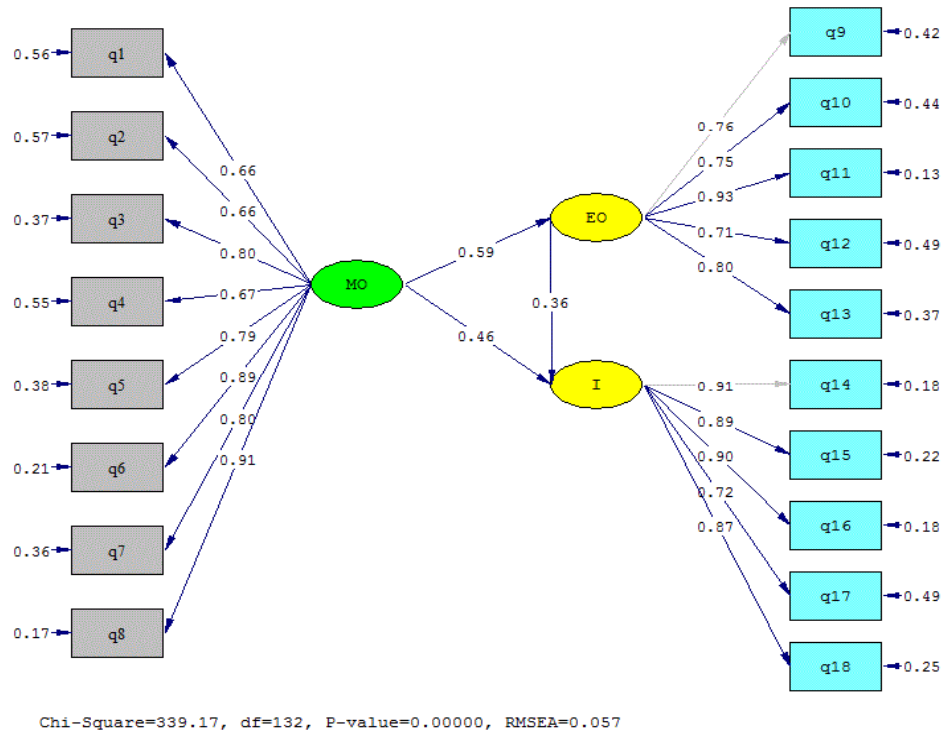 0.56 q1
0.57 q2
0.37 q3
0.55 q4
0.38 q5
0.21 q6
0.36 q7
0.17 q8
0.66
0.66
0.80
0.67
0.79
0.89
0.80
0.91
MO
0.59
0.46
EO
0.36
I
0.76
0.75
0.93
0.71
0.80
0.91
0.89
0.90
0.72
0.87
q9 0.42
q10 0.44
q11 0.13
q12 0.49
q13 0.37
q14 0.18
q15 0.22
q16 0.18
q17 0.49
q18 0.25
Chi-Square=339.17, df=132, P-value=0.00000, RMSEA=0.057